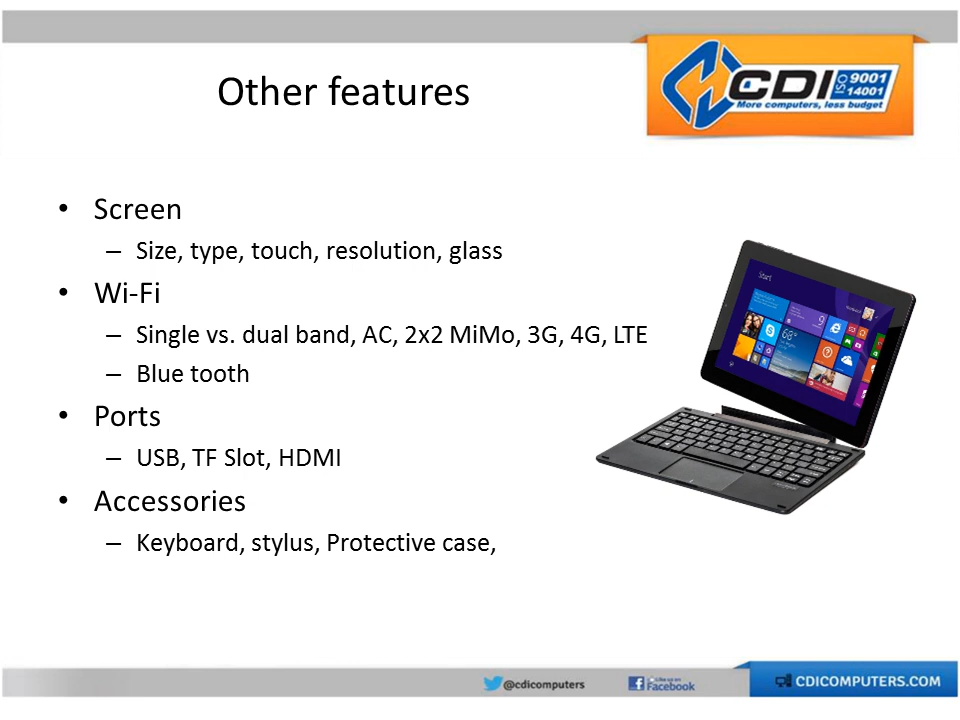 Other features
CDI ISO 9001 14001
More computers, less budget
• Screen
– Size, type, touch, resolution, glass
• Wi-Fi
– Single vs. dual band, AC, 2x2 MiMo, 3G, 4G, LTE
– Blue tooth
• Ports
– USB, TF Slot, HDMI
• Accessories
– Keyboard, stylus, Protective case,
Start
68°
@cdicomputers
Like us on
Facebook
CDICOMPUTERS.COM